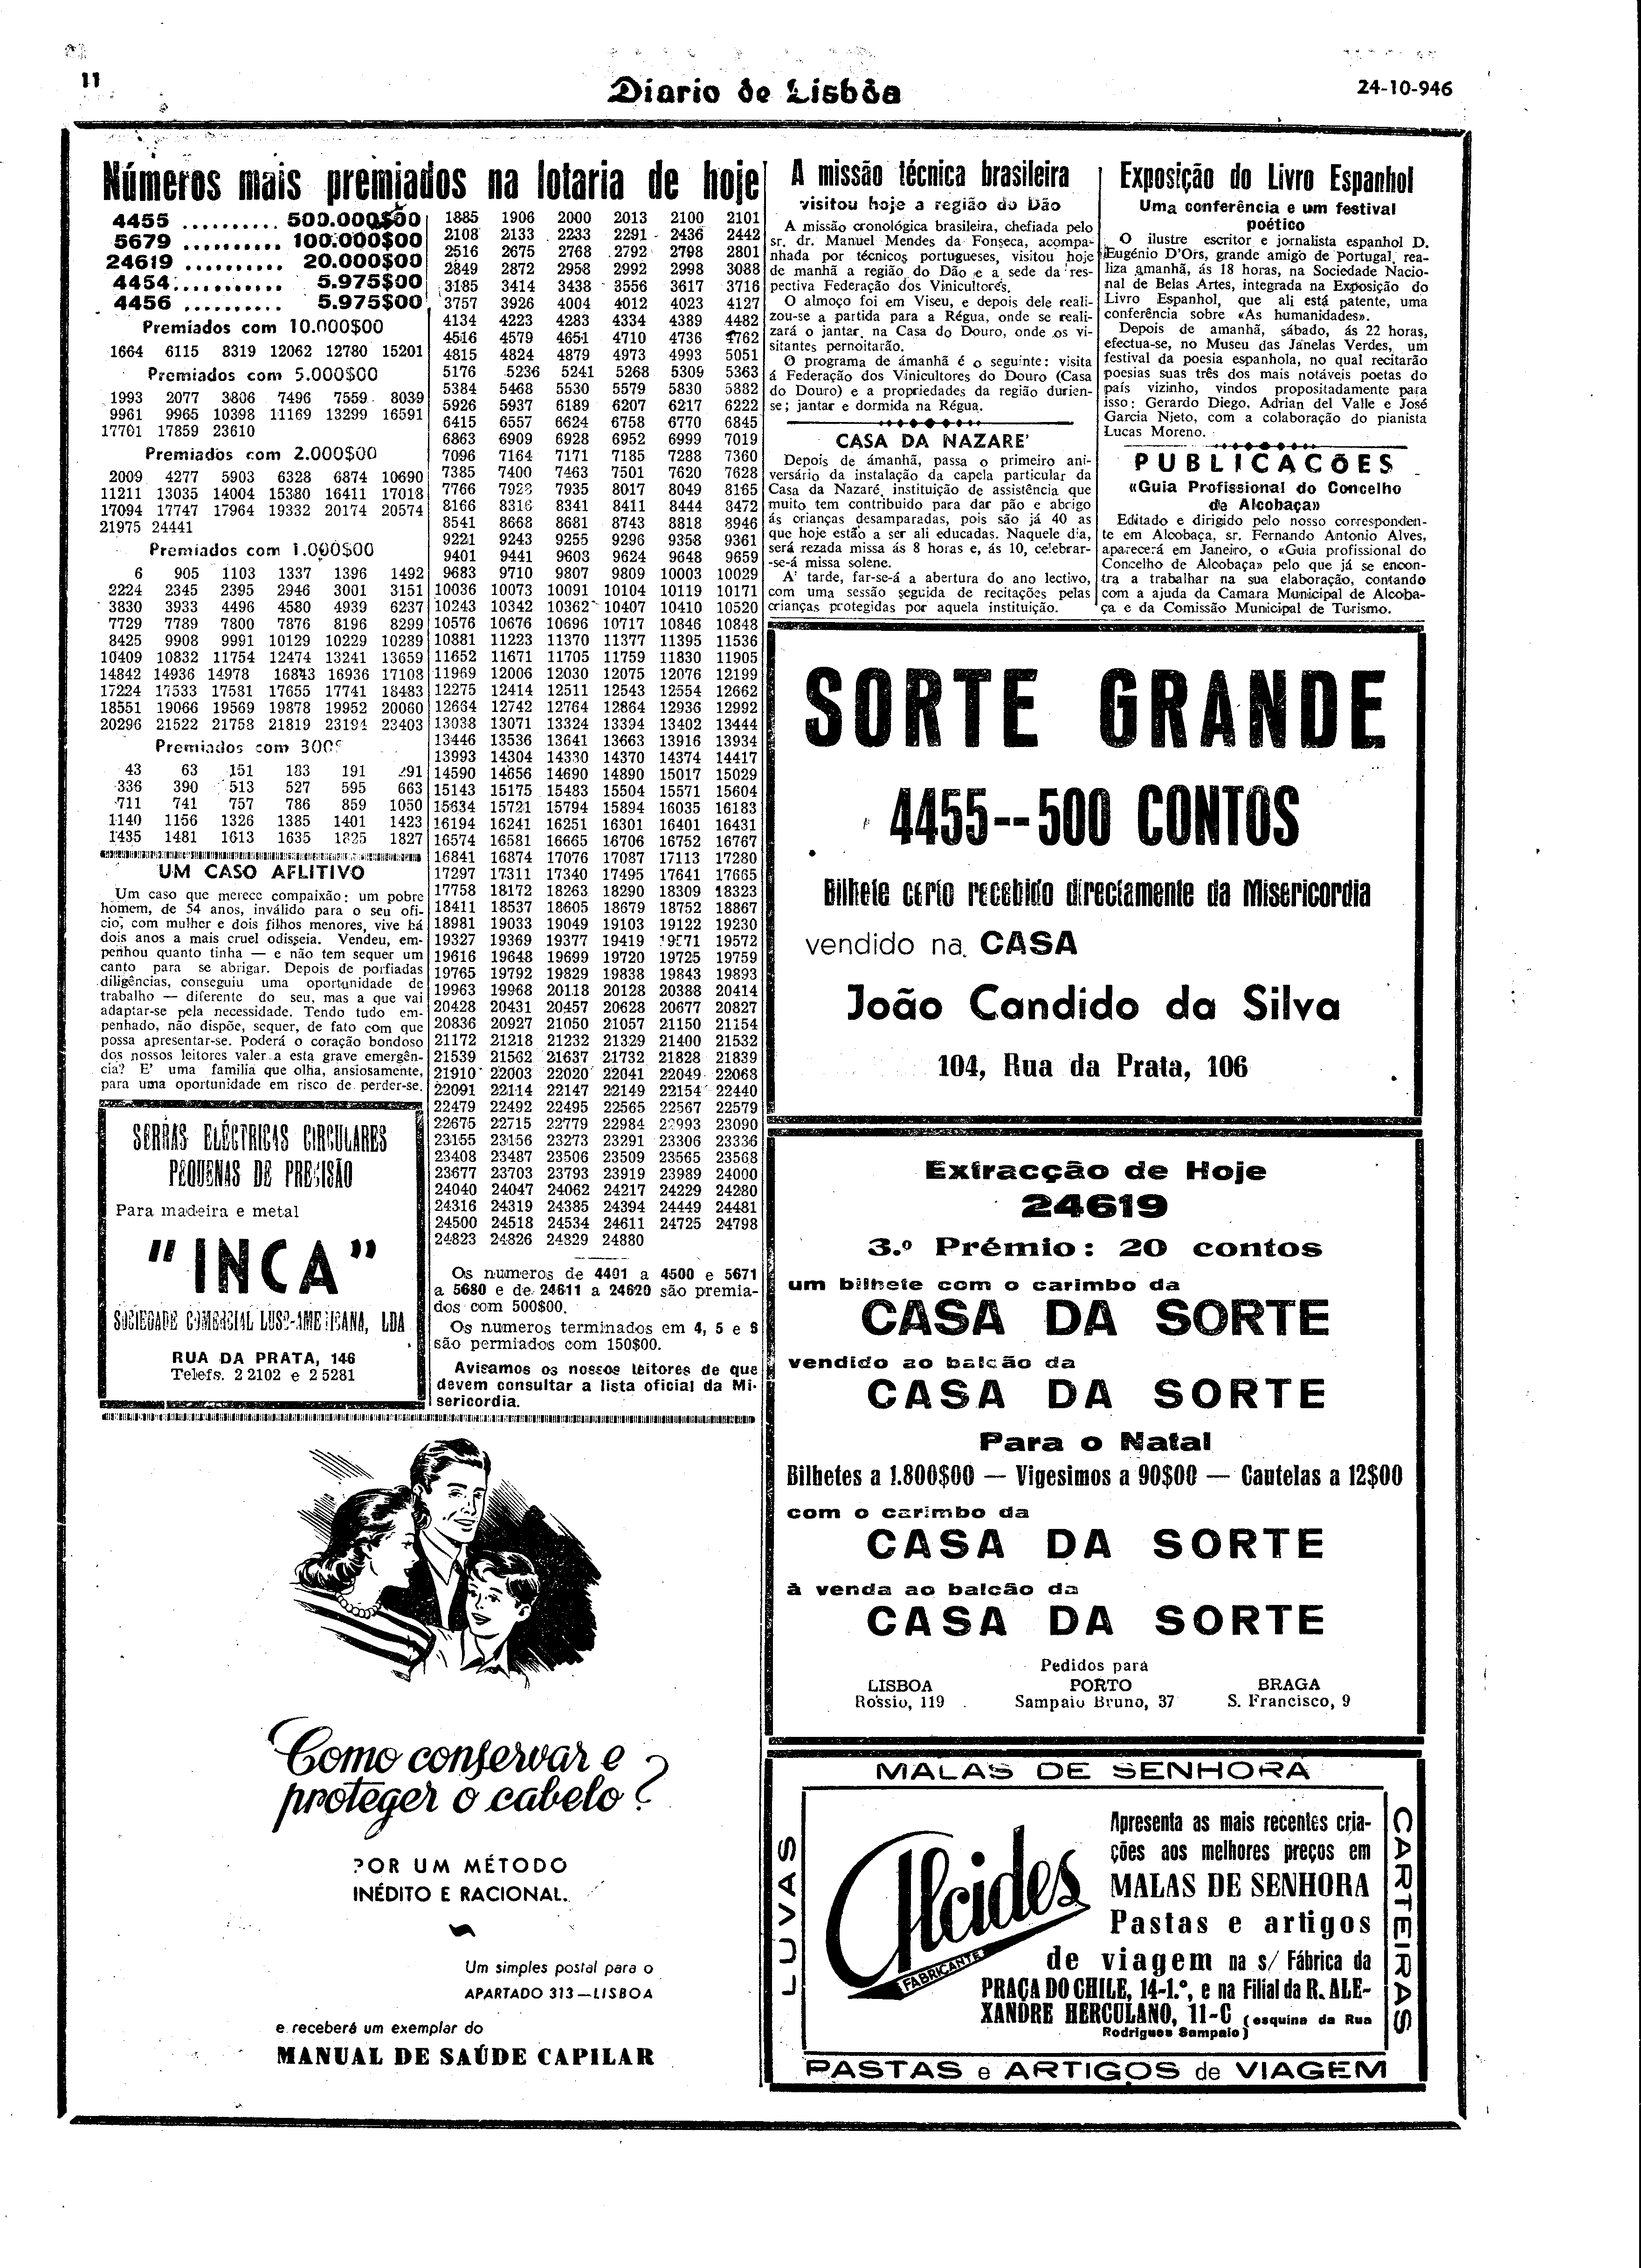 11
Diario de Lisbôa
24-10-946
Números mais premiados na lotaria de hoje
4455 .......... 500.000$00
5679 .......... 100.000$00
24619 .......... 20.000$00
4454 ........... 5.975$00
4456 .......... 5.975$00
Premiados com 10.000$00
1664 6115 8319 12062 12780 15201
Premiados com 5.000$00
1993 2077 3806 7496 7559 8039
9961 9965 10398 11169 13299 16591
17701 17859 23610
Premiados com 2.000$00
2009 4277 5903 6328 6874 10690
11211 13035 14004 15380 16411 17018
17094 17747 17964 19332 20174 20574
21975 24441
Premiados com 1.000$00
6 905 1103 1337 1396 1492
2224 2345 2395 2946 3001 3151
3830 3933 4496 4580 4939 6237
7729 7789 7800 7876 8196 8299
8425 9908 9991 10129 10229 10289
10409 10832 11754 12474 13241 13659
14842 14936 14978 16843 16936 17108
17224 17533 17581 17655 17741 18483
18551 19066 19569 19878 19952 20060
20296 21522 21758 21819 23194 23403
Premiados com 300$
43 63 151 183 191 291
336 390 513 527 595 663
711 741 757 786 859 1050
1140 1156 1326 1385 1401 1423
1435 1481 1613 1635 1825 1827
UM CASO AFLITIVO
Um caso que merece compaixão: um pobre
homem, de 54 anos, inválido para o seu ofi-
cio, com mulher e dois filhos menores, vive há
dois anos a mais cruel odisseia. Vendeu, em-
penhou quanto tinha — e não tem sequer um
canto para se abrigar. Depois de porfiadas
diligências, conseguiu uma oportunidade de
trabalho — diferente do seu, mas a que vai
adaptar-se pela necessidade. Tendo tudo em-
penhado, não dispõe, sequer, de fato com que
possa apresentar-se. Poderá o coração bondoso
dos nossos leitores valer a esta grave emergên-
cia? E' uma familia que olha, ansiosamente,
para uma oportunidade em risco de perder-se.
SERRAS ELÉCTRICAS CIRCULARES
PEQUENAS DE PRECISÃO
Para madeira e metal
"INCA"
SOCIEDADE COMERCIAL LUSO-AMERICANA, LDA
RUA DA PRATA, 146
Telefs. 2 2102 e 2 5281
1885 1906 2000 2013 2100 2101
2108 2133 2233 2291 2436 2442
2516 2675 2768 2792 2798 2801
2849 2872 2958 2992 2998 3088
3185 3414 3438 3556 3617 3716
3757 3926 4004 4012 4023 4127
4134 4223 4283 4334 4389 4482
4516 4579 4651 4710 4736 4762
4815 4824 4879 4973 4993 5051
5176 5236 5241 5268 5309 5363
5384 5468 5530 5579 5830 5882
5926 5937 6189 6207 6217 6222
6415 6557 6624 6758 6770 6845
6863 6909 6928 6952 6999 7019
7096 7164 7171 7185 7288 7360
7385 7400 7463 7501 7620 7628
7766 7923 7935 8017 8049 8165
8166 8316 8341 8411 8444 8472
8541 8668 8681 8743 8818 8946
9221 9243 9255 9296 9358 9361
9401 9441 9603 9624 9648 9659
9683 9710 9807 9809 10003 10029
10036 10073 10091 10104 10119 10171
10243 10342 10362 10407 10410 10520
10576 10676 10696 10717 10846 10848
10881 11223 11370 11377 11395 11536
11652 11671 11705 11759 11830 11905
11969 12006 12030 12075 12076 12199
12275 12414 12511 12543 12554 12662
12664 12742 12764 12864 12936 12992
13038 13071 13324 13394 13402 13444
13446 13536 13641 13663 13916 13934
13993 14304 14330 14370 14374 14417
14590 14656 14690 14890 15017 15029
15143 15175 15483 15504 15571 15604
15634 15721 15794 15894 16035 16183
16194 16241 16251 16301 16401 16431
16574 16581 16665 16706 16752 16767
16841 16874 17076 17087 17113 17280
17297 17311 17340 17495 17641 17665
17758 18172 18263 18290 18309 18323
18411 18537 18605 18679 18752 18867
18981 19033 19049 19103 19122 19230
19327 19369 19377 19419 19571 19572
19616 19648 19699 19720 19725 19759
19765 19792 19829 19838 19843 19893
19963 19968 20118 20128 20388 20414
20428 20431 20457 20628 20677 20827
20836 20927 21050 21057 21150 21154
21172 21218 21232 21329 21400 21532
21539 21562 21637 21732 21828 21839
21910 22003 22020 22041 22049 22068
22091 22114 22147 22149 22154 22440
22479 22492 22495 22565 22567 22579
22675 22715 22779 22984 22993 23090
23155 23156 23273 23291 23306 23336
23408 23487 23506 23509 23565 23568
23677 23703 23793 23919 23989 24000
24040 24047 24062 24217 24229 24280
24316 24319 24385 24394 24449 24481
24500 24518 24534 24611 24725 24798
24823 24826 24829 24880
Os numeros de 4401 a 4500 e 5671
a 5680 e de 24611 a 24620 são premia-
dos com 500$00.
Os numeros terminados em 4, 5 e 8
são permiados com 150$00.
Avisamos os nossos leitores de que
devem consultar a lista oficial da Mi-
sericordia.
Como conservar e
proteger o cabelo?
POR UM MÉTODO
INÉDITO E RACIONAL.
Um simples postal para o
APARTADO 313—LISBOA
e receberá um exemplar do
MANUAL DE SAÚDE CAPILAR
A missão técnica brasileira
visitou hoje a região do Dão
A missão cronológica brasileira, chefiada pelo
sr. dr. Manuel Mendes da Fonseca, acompa-
nhada por técnicos portugueses, visitou hoje
de manhã a região do Dão e a sede da res-
pectiva Federação dos Vinicultores.
O almoço foi em Viseu, e depois dele reali-
zou-se a partida para a Régua, onde se reali-
zará o jantar, na Casa do Douro, onde os vi-
sitantes pernoitarão.
O programa de ámanhã é o seguinte: visita
á Federação dos Vinicultores do Douro (Casa
do Douro) e a propriedades da região durien-
se; jantar e dormida na Régua.
CASA DA NAZARE'
Depois de ámanhã, passa o primeiro ani-
versário da instalação da capela particular da
Casa da Nazaré, instituição de assistência que
muito tem contribuido para dar pão e abrigo
ás crianças desamparadas, pois são já 40 as
que hoje estão a ser ali educadas. Naquele dia,
será rezada missa ás 8 horas e, ás 10, celebrar-
-se-á missa solene.
A' tarde, far-se-á a abertura do ano lectivo,
com uma sessão seguida de recitações pelas
crianças protegidas por aquela instituição.
Exposição do Livro Espanhol
Uma conferência e um festival
poético
O ilustre escritor e jornalista espanhol D.
Eugénio D'Ors, grande amigo de Portugal, rea-
liza amanhã, ás 18 horas, na Sociedade Nacio-
nal de Belas Artes, integrada na Exposição do
Livro Espanhol, que ali está patente, uma
conferência sobre «As humanidades».
Depois de amanhã, sábado, ás 22 horas,
efectua-se, no Museu das Janelas Verdes, um
festival da poesia espanhola, no qual recitarão
poesias suas três dos mais notáveis poetas do
país vizinho, vindos propositadamente para
isso: Gerardo Diego, Adrian del Valle e José
Garcia Nieto, com a colaboração do pianista
Lucas Moreno.
PUBLICACÕES
«Guia Profissional do Concelho
de Alcobaça»
Editado e dirigido pelo nosso corresponden-
te em Alcobaça, sr. Fernando Antonio Alves,
aparecerá em Janeiro, o «Guia profissional do
Concelho de Alcobaça» pelo que já se encon-
tra a trabalhar na sua elaboração, contando
com a ajuda da Camara Municipal de Alcoba-
ça e da Comissão Municipal de Turismo.
SORTE GRANDE
4455--500 CONTOS
Bilhete certo recebido directamente da Misericordia
vendido na CASA
João Candido da Silva
104, Rua da Prata, 106
Extracção de Hoje
24619
3.º Prémio: 20 contos
um bilhete com o carimbo da
CASA DA SORTE
vendido ao balcão da
CASA DA SORTE
Para o Natal
Bilhetes a 1.800$00 — Vigesimos a 90$00 — Cautelas a 12$00
com o carimbo da
CASA DA SORTE
à venda ao balcão da
CASA DA SORTE
Pedidos para
LISBOA PORTO BRAGA
Rossio, 119 Sampaio Bruno, 37 S. Francisco, 9
MALAS DE SENHORA
LUVAS
Alcides
FABRICANTE
Apresenta as mais recentes cria-
ções aos melhores preços em
MALAS DE SENHORA
Pastas e artigos
de viagem na s/ Fábrica da
PRAÇA DO CHILE, 14-1.º, e na Filial da R. ALE-
XANDRE HERCULANO, 11-C (esquina da Rua
Rodrigues Sampaio)
CARTEIRAS
PASTAS e ARTIGOS de VIAGEM